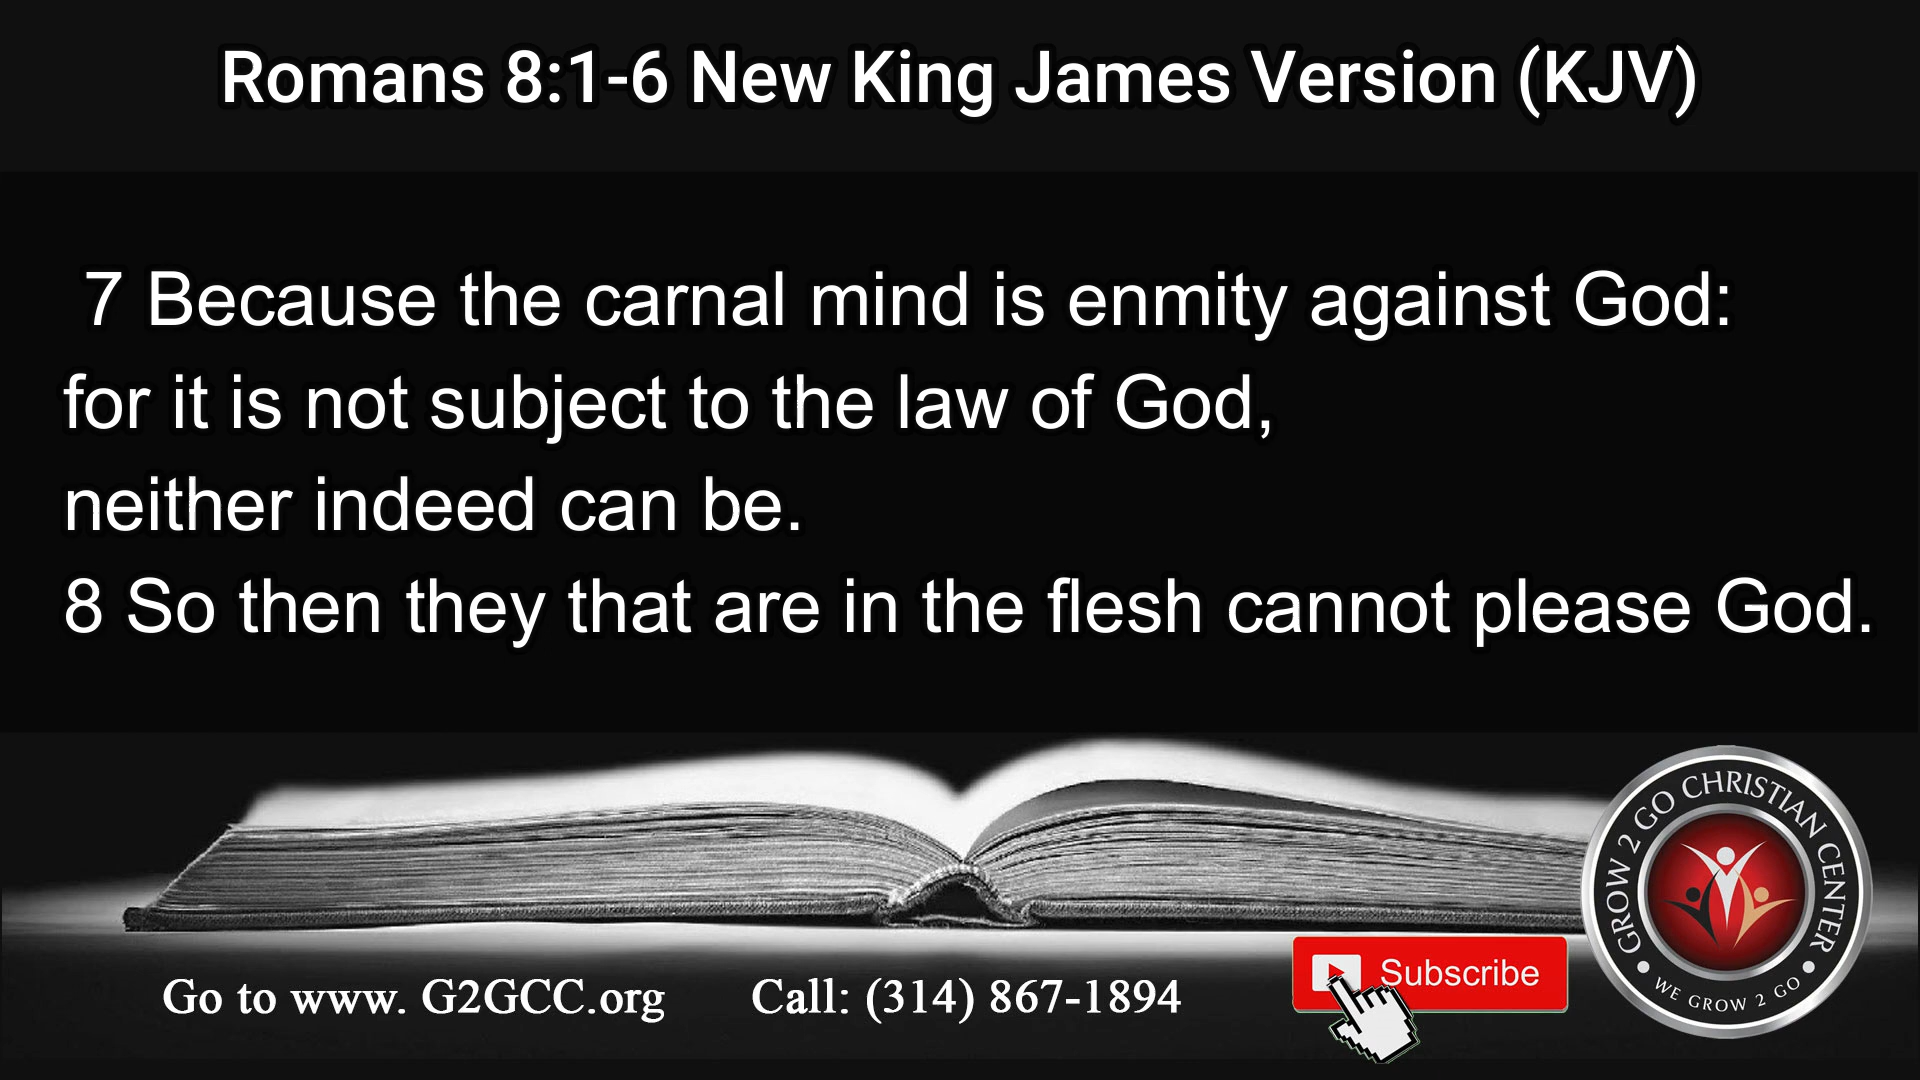 Romans 8:1-6 New King James Version (KJV)
7 Because the carnal mind is enmity against God:
for it is not subject to the law of God,
neither indeed can be.
8 So then they that are in the flesh cannot please God.
Go to www. G2GCC.org
Call: (314) 867-1894
Subscribe
GROW 2 GO CHRISTIAN CENTER
WE GROW 2 GO